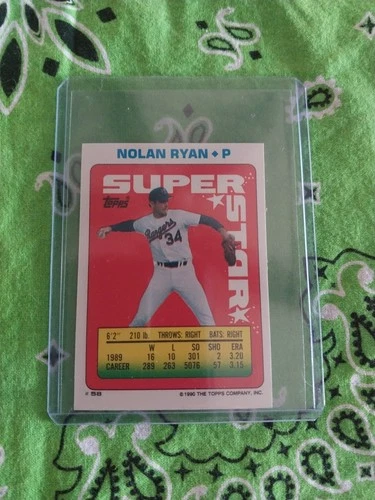 NOLAN RYAN ♦ P
SUPER
STAR
Topps
Rangers
34
6'2" 210 lb. THROWS: RIGHT BATS: RIGHT
W L SO SHO ERA
1989 16 10 301 2 3.20
CAREER 289 263 5076 57 3.15
# 58 © 1990 THE TOPPS COMPANY, INC.